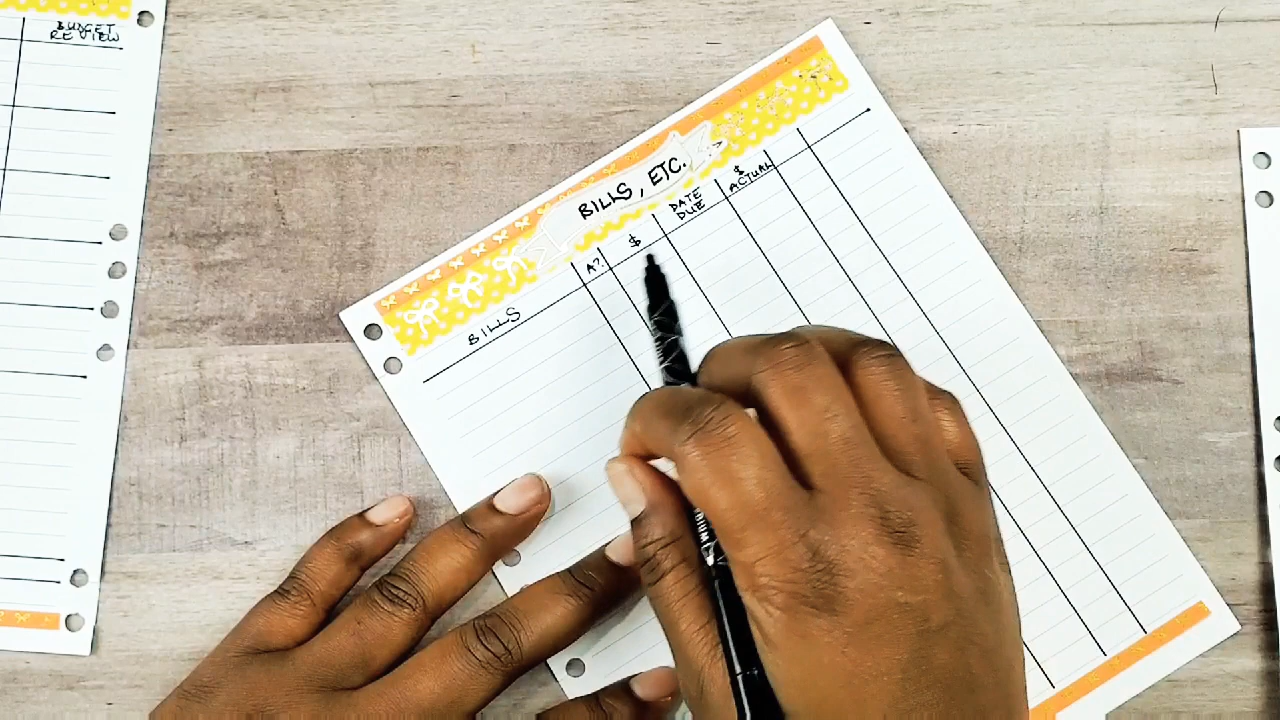 BUDGET
REVIEW
BILLS, ETC.
BILLS
A?
$
DATE
DUE
$
ACTUAL